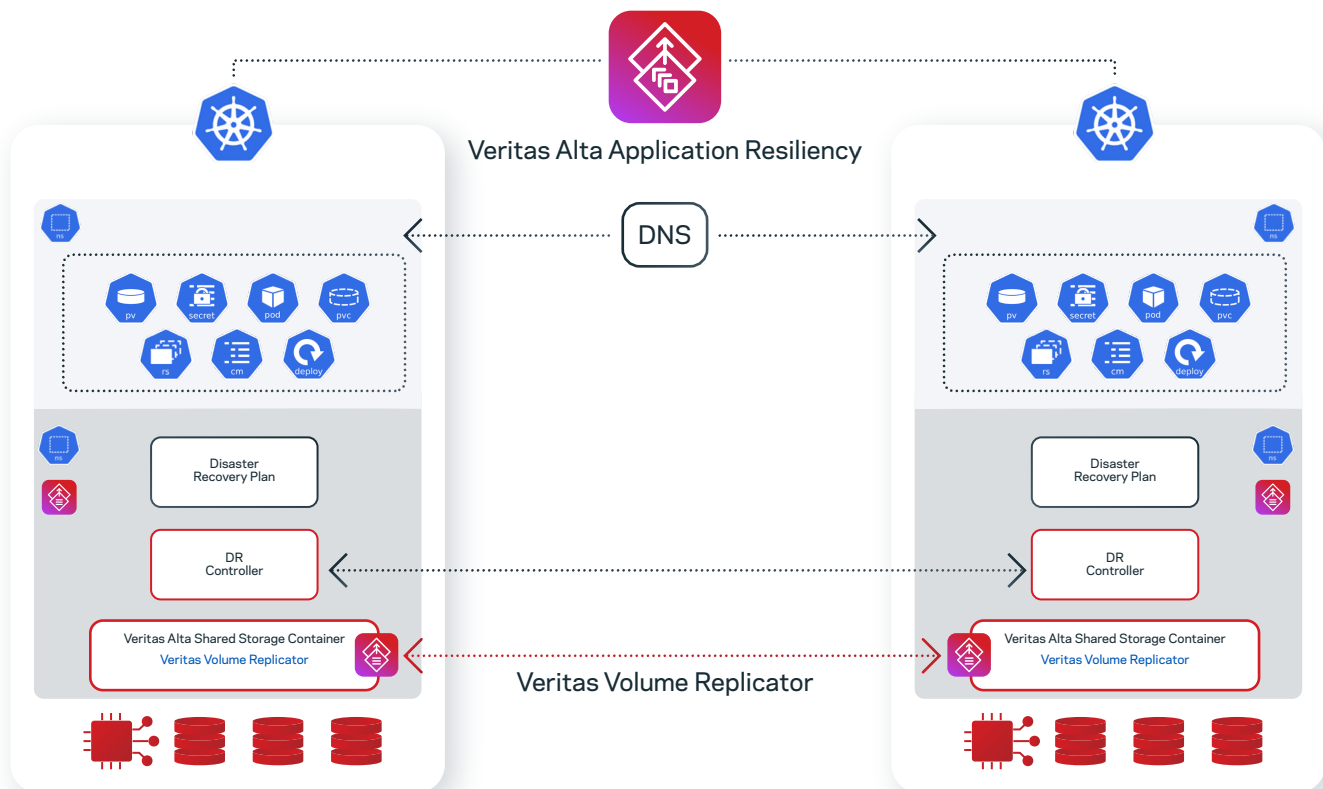 Veritas Alta Application Resiliency
DNS
ns
pv
secret
pod
pvc
rs
cm
deploy
ns
Disaster
Recovery Plan
DR
Controller
Veritas Alta Shared Storage Container
Veritas Volume Replicator
Veritas Volume Replicator
ns
pv
secret
pod
pvc
rs
cm
deploy
ns
Disaster
Recovery Plan
DR
Controller
Veritas Alta Shared Storage Container
Veritas Volume Replicator